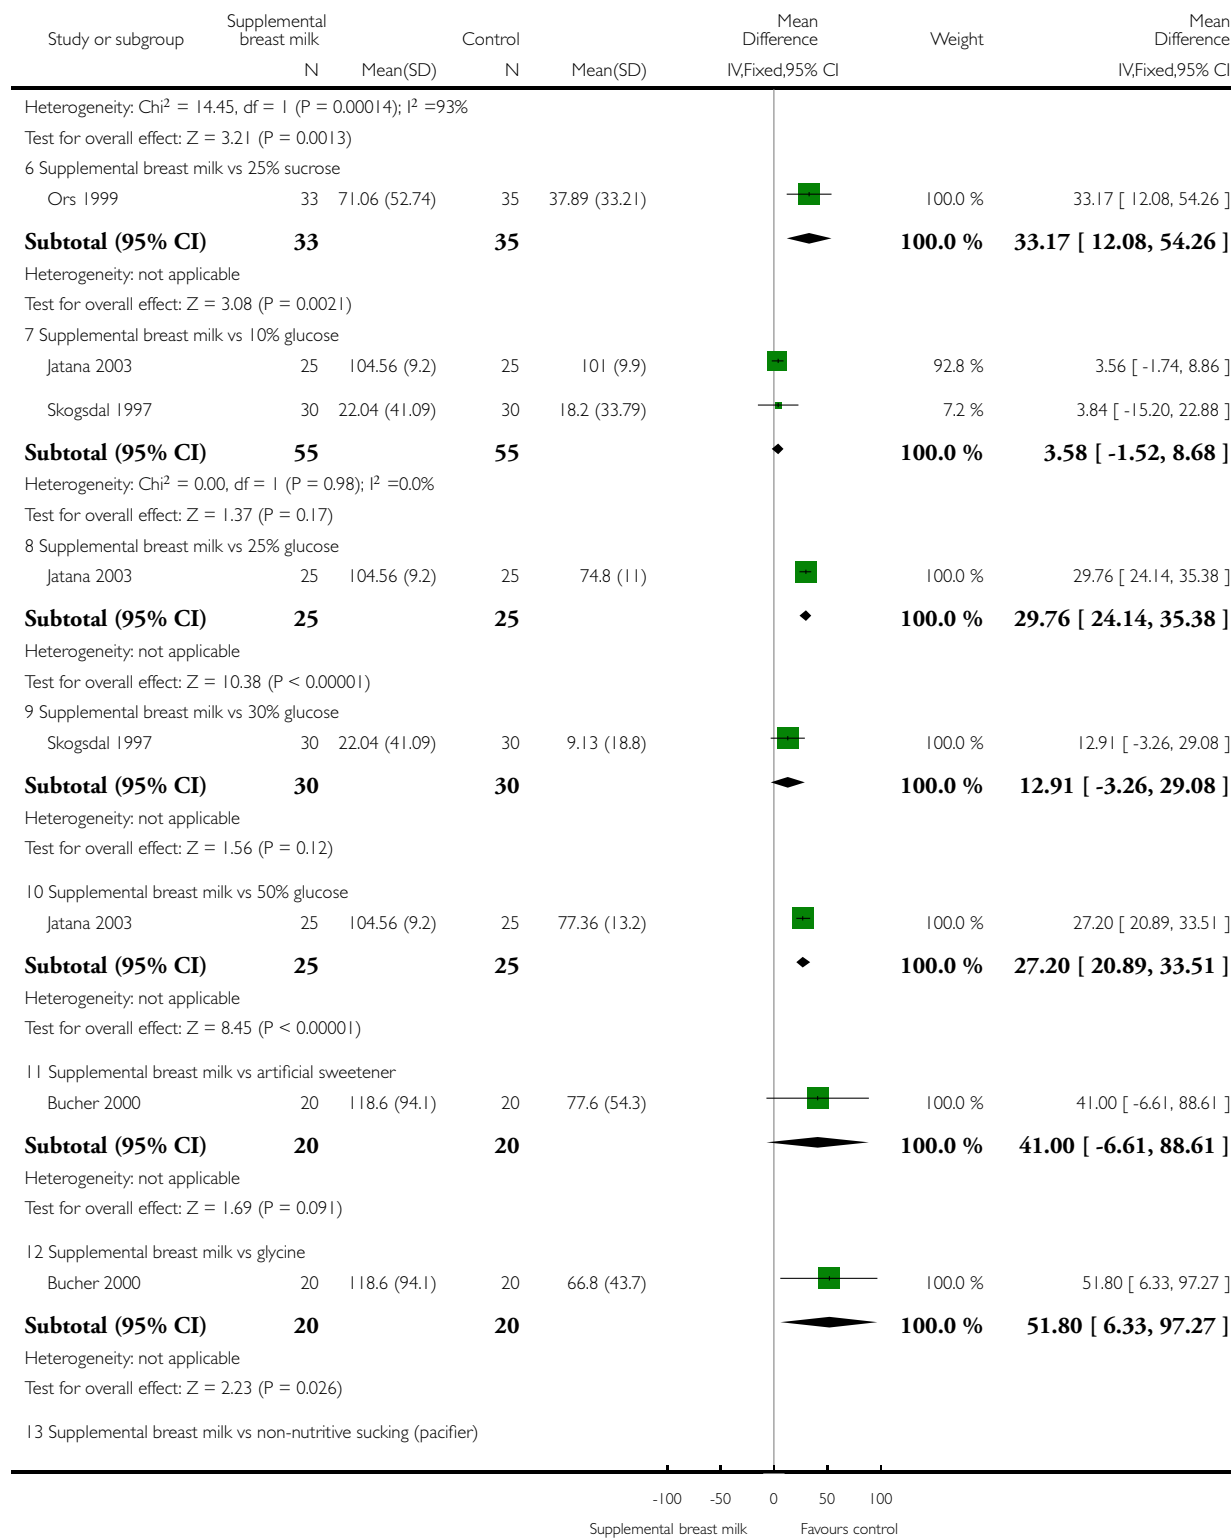 Study or subgroup Supplemental breast milk Control Mean Difference Weight Mean Difference
N Mean(SD) N Mean(SD) IV,Fixed,95% CI IV,Fixed,95% CI
Heterogeneity: Chi² = 14.45, df = 1 (P = 0.00014); I² =93%
Test for overall effect: Z = 3.21 (P = 0.0013)
6 Supplemental breast milk vs 25% sucrose
Ors 1999 33 71.06 (52.74) 35 37.89 (33.21) 100.0 % 33.17 [ 12.08, 54.26 ]
Subtotal (95% CI) 33 35 100.0 % 33.17 [ 12.08, 54.26 ]
Heterogeneity: not applicable
Test for overall effect: Z = 3.08 (P = 0.0021)
7 Supplemental breast milk vs 10% glucose
Jatana 2003 25 104.56 (9.2) 25 101 (9.9) 92.8 % 3.56 [ -1.74, 8.86 ]
Skogsdal 1997 30 22.04 (41.09) 30 18.2 (33.79) 7.2 % 3.84 [ -15.20, 22.88 ]
Subtotal (95% CI) 55 55 100.0 % 3.58 [ -1.52, 8.68 ]
Heterogeneity: Chi² = 0.00, df = 1 (P = 0.98); I² =0.0%
Test for overall effect: Z = 1.37 (P = 0.17)
8 Supplemental breast milk vs 25% glucose
Jatana 2003 25 104.56 (9.2) 25 74.8 (11) 100.0 % 29.76 [ 24.14, 35.38 ]
Subtotal (95% CI) 25 25 100.0 % 29.76 [ 24.14, 35.38 ]
Heterogeneity: not applicable
Test for overall effect: Z = 10.38 (P < 0.00001)
9 Supplemental breast milk vs 30% glucose
Skogsdal 1997 30 22.04 (41.09) 30 9.13 (18.8) 100.0 % 12.91 [ -3.26, 29.08 ]
Subtotal (95% CI) 30 30 100.0 % 12.91 [ -3.26, 29.08 ]
Heterogeneity: not applicable
Test for overall effect: Z = 1.56 (P = 0.12)
10 Supplemental breast milk vs 50% glucose
Jatana 2003 25 104.56 (9.2) 25 77.36 (13.2) 100.0 % 27.20 [ 20.89, 33.51 ]
Subtotal (95% CI) 25 25 100.0 % 27.20 [ 20.89, 33.51 ]
Heterogeneity: not applicable
Test for overall effect: Z = 8.45 (P < 0.00001)
11 Supplemental breast milk vs artificial sweetener
Bucher 2000 20 118.6 (94.1) 20 77.6 (54.3) 100.0 % 41.00 [ -6.61, 88.61 ]
Subtotal (95% CI) 20 20 100.0 % 41.00 [ -6.61, 88.61 ]
Heterogeneity: not applicable
Test for overall effect: Z = 1.69 (P = 0.091)
12 Supplemental breast milk vs glycine
Bucher 2000 20 118.6 (94.1) 20 66.8 (43.7) 100.0 % 51.80 [ 6.33, 97.27 ]
Subtotal (95% CI) 20 20 100.0 % 51.80 [ 6.33, 97.27 ]
Heterogeneity: not applicable
Test for overall effect: Z = 2.23 (P = 0.026)
13 Supplemental breast milk vs non-nutritive sucking (pacifier)
-100 -50 0 50 100
Supplemental breast milk Favours control